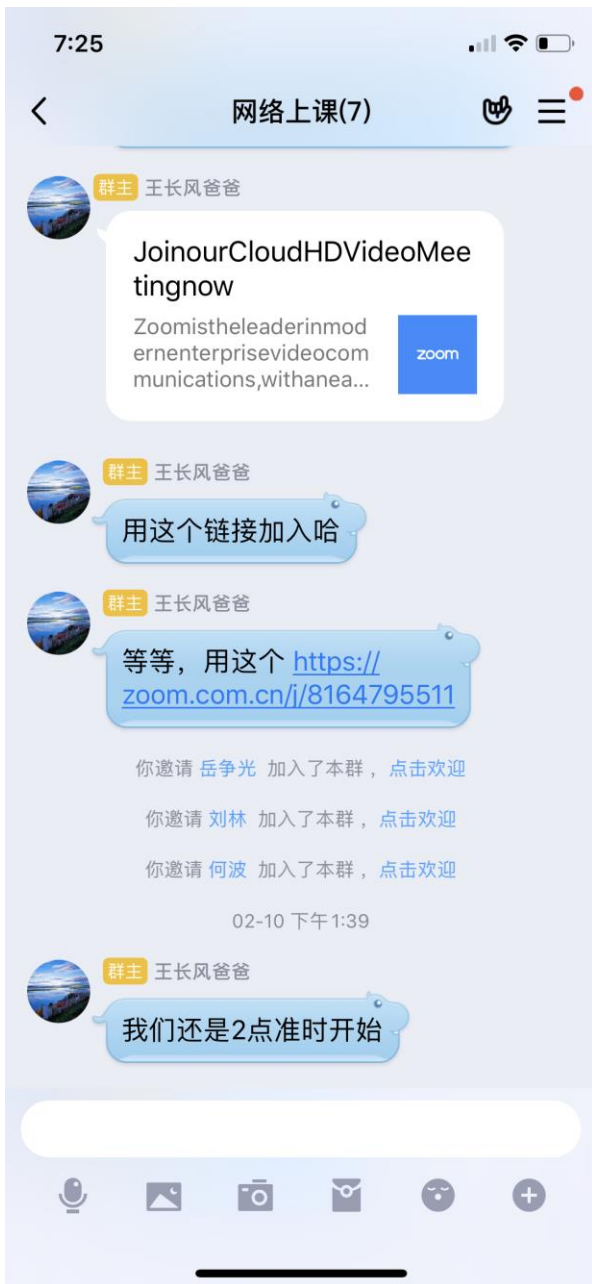 7:25
网络上课(7)
群主 王长风爸爸
JoinourCloudHDVideoMee
tingnow
Zoomistheleaderinmod
ernenterprisevideocom
munications,withanea...
zoom
群主 王长风爸爸
用这个链接加入哈
群主 王长风爸爸
等等，用这个 https://
zoom.com.cn/j/8164795511
你邀请 岳争光 加入了本群，点击欢迎
你邀请 刘林 加入了本群，点击欢迎
你邀请 何波 加入了本群，点击欢迎
02-10 下午1:39
群主 王长风爸爸
我们还是2点准时开始